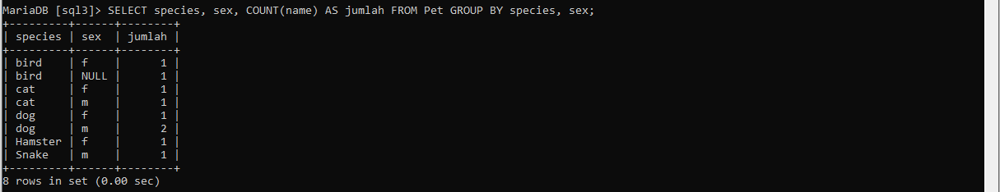 MariaDB [sql3]> SELECT species, sex, COUNT(name) AS jumlah FROM Pet GROUP BY species, sex;
+---------+------+--------+
| species | sex  | jumlah |
+---------+------+--------+
| bird    | f    |      1 |
| bird    | NULL |      1 |
| cat     | f    |      1 |
| cat     | m    |      1 |
| dog     | f    |      1 |
| dog     | m    |      2 |
| Hamster | f    |      1 |
| Snake   | m    |      1 |
+---------+------+--------+
8 rows in set (0.00 sec)